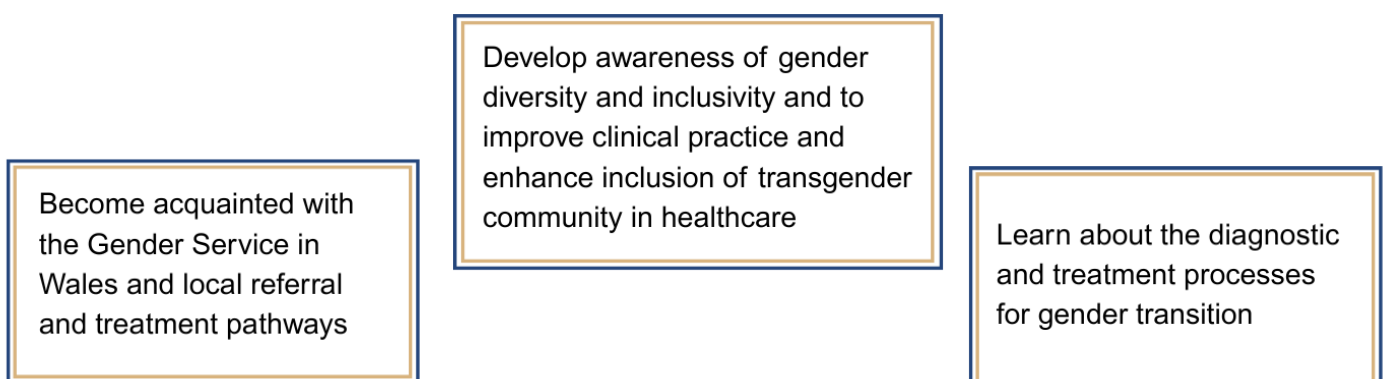 Become acquainted with
the Gender Service in
Wales and local referral
and treatment pathways
Develop awareness of gender
diversity and inclusivity and to
improve clinical practice and
enhance inclusion of transgender
community in healthcare
Learn about the diagnostic
and treatment processes
for gender transition